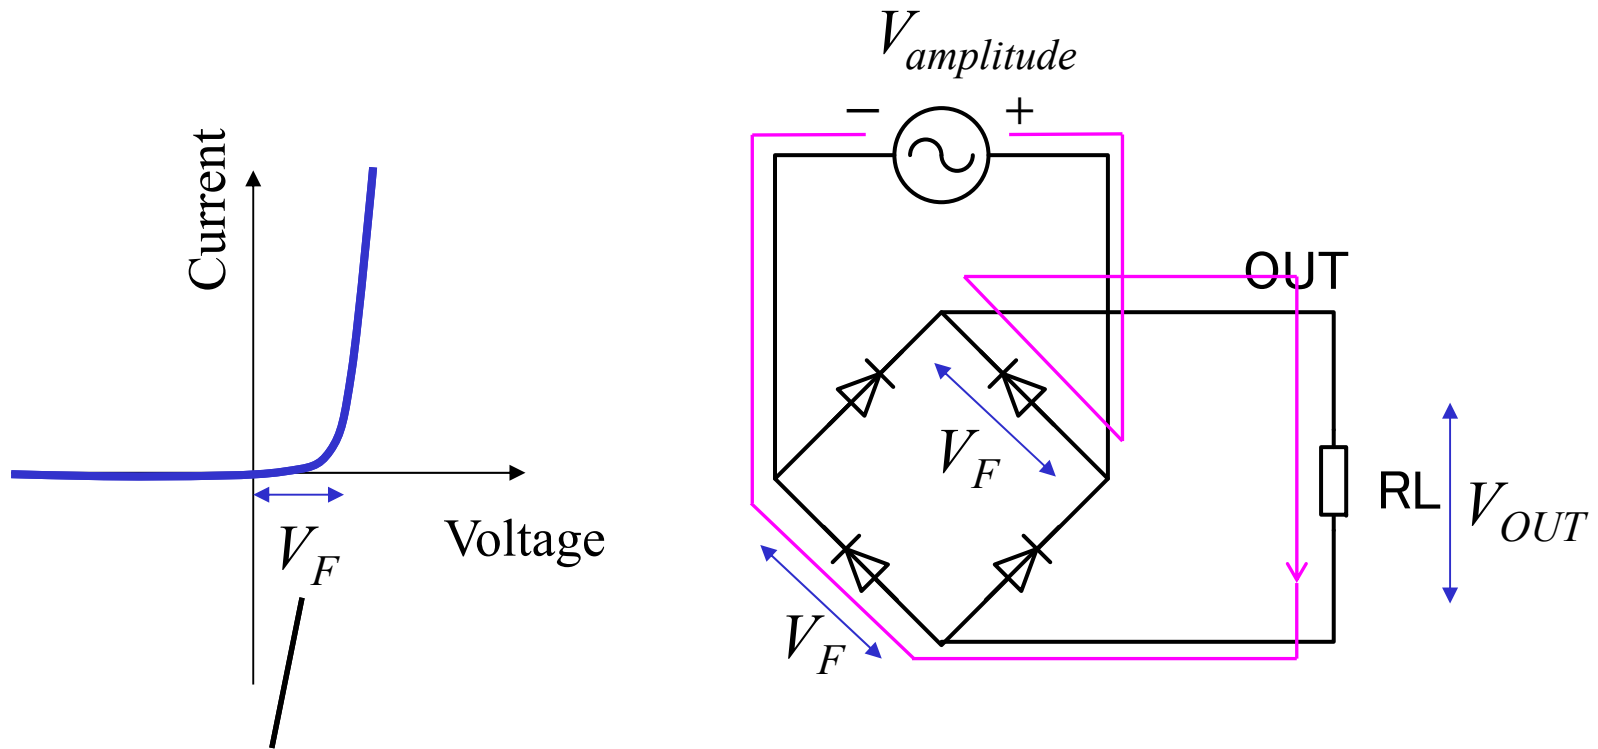 Current
Voltage
V_F
V_amplitude
− +
OUT
V_F
RL
V_OUT
V_F